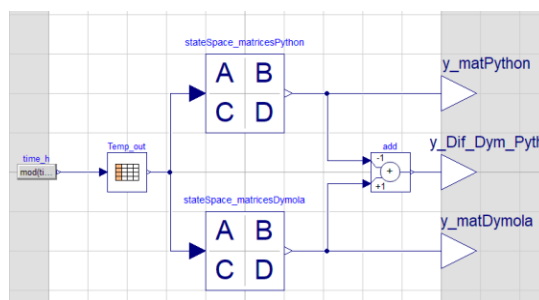 stateSpace_matricesPython
A B
C D
y_matPython
time_h
mod(ti...
Temp_out
add
-1
+
+1
y_Dif_Dym_Pyth
stateSpace_matricesDymola
A B
C D
y_matDymola